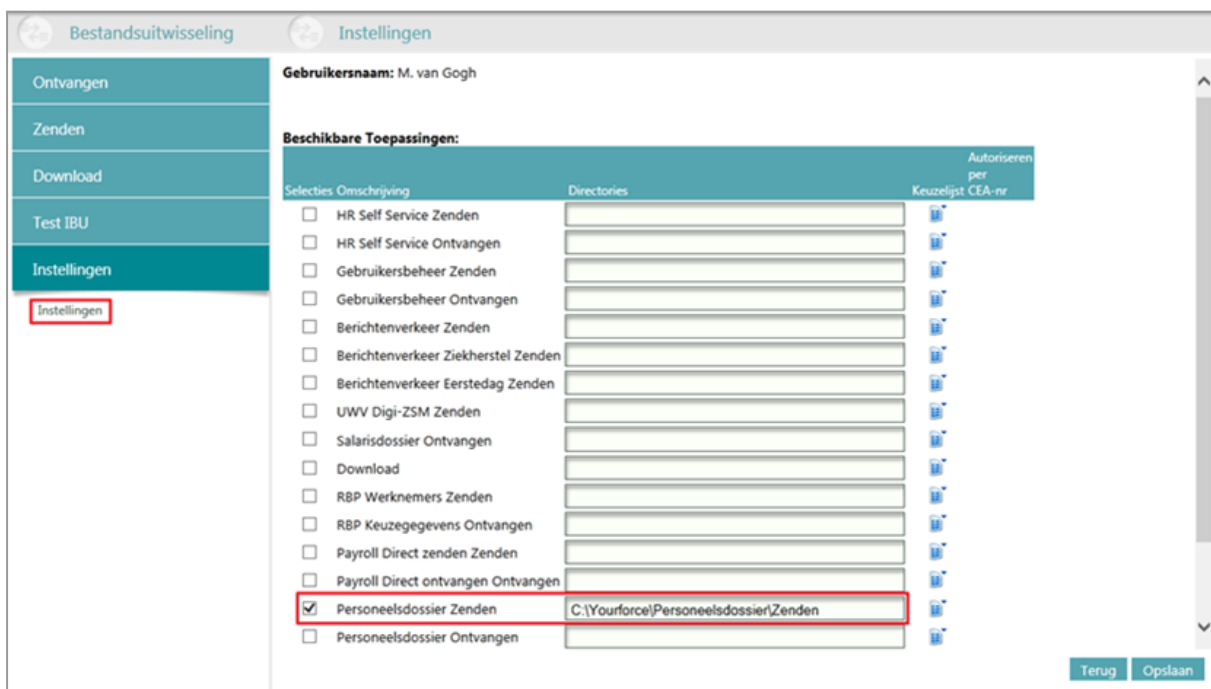 Bestandsuitwisseling
Instellingen
Ontvangen
Zenden
Download
Test IBU
Instellingen
Instellingen
Gebruikersnaam: M. van Gogh
Beschikbare Toepassingen:
Selecties Omschrijving Directories Keuzelijst Autoriseren per CEA-nr
HR Self Service Zenden
HR Self Service Ontvangen
Gebruikersbeheer Zenden
Gebruikersbeheer Ontvangen
Berichtenverkeer Zenden
Berichtenverkeer Ziekherstel Zenden
Berichtenverkeer Eerstedag Zenden
UWV Digi-ZSM Zenden
Salarisdossier Ontvangen
Download
RBP Werknemers Zenden
RBP Keuzegegevens Ontvangen
Payroll Direct zenden Zenden
Payroll Direct ontvangen Ontvangen
Personeelsdossier Zenden C:\Yourforce\Personeelsdossier\Zenden
Personeelsdossier Ontvangen
Terug Opslaan